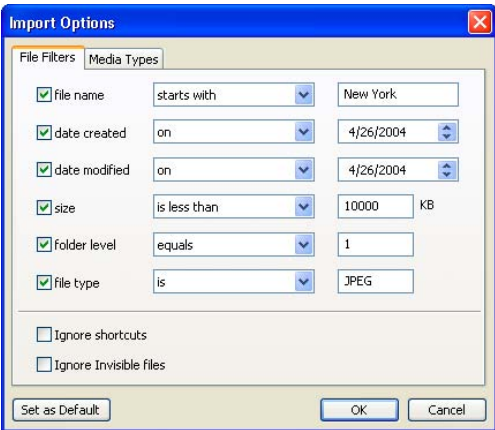 Import Options
File Filters Media Types
file name starts with New York
date created on 4/26/2004
date modified on 4/26/2004
size is less than 10000 KB
folder level equals 1
file type is JPEG
Ignore shortcuts
Ignore Invisible files
Set as Default OK Cancel